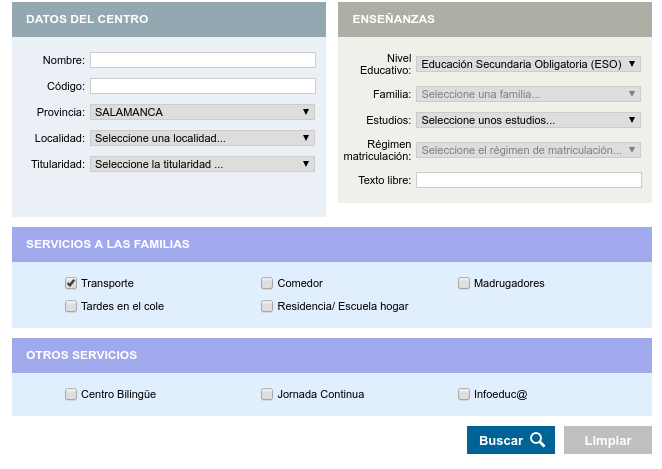 DATOS DEL CENTRO
Nombre:
Código:
Provincia: SALAMANCA
Localidad: Seleccione una localidad...
Titularidad: Seleccione la titularidad ...
ENSEÑANZAS
Nivel
Educativo: Educación Secundaria Obligatoria (ESO)
Familia: Seleccione una familia...
Estudios: Seleccione unos estudios...
Régimen
matriculación: Seleccione el régimen de matriculación...
Texto libre:
SERVICIOS A LAS FAMILIAS
Transporte Comedor Madrugadores
Tardes en el cole Residencia/ Escuela hogar
OTROS SERVICIOS
Centro Bilingüe Jornada Continua Infoeduc@
Buscar Limpiar